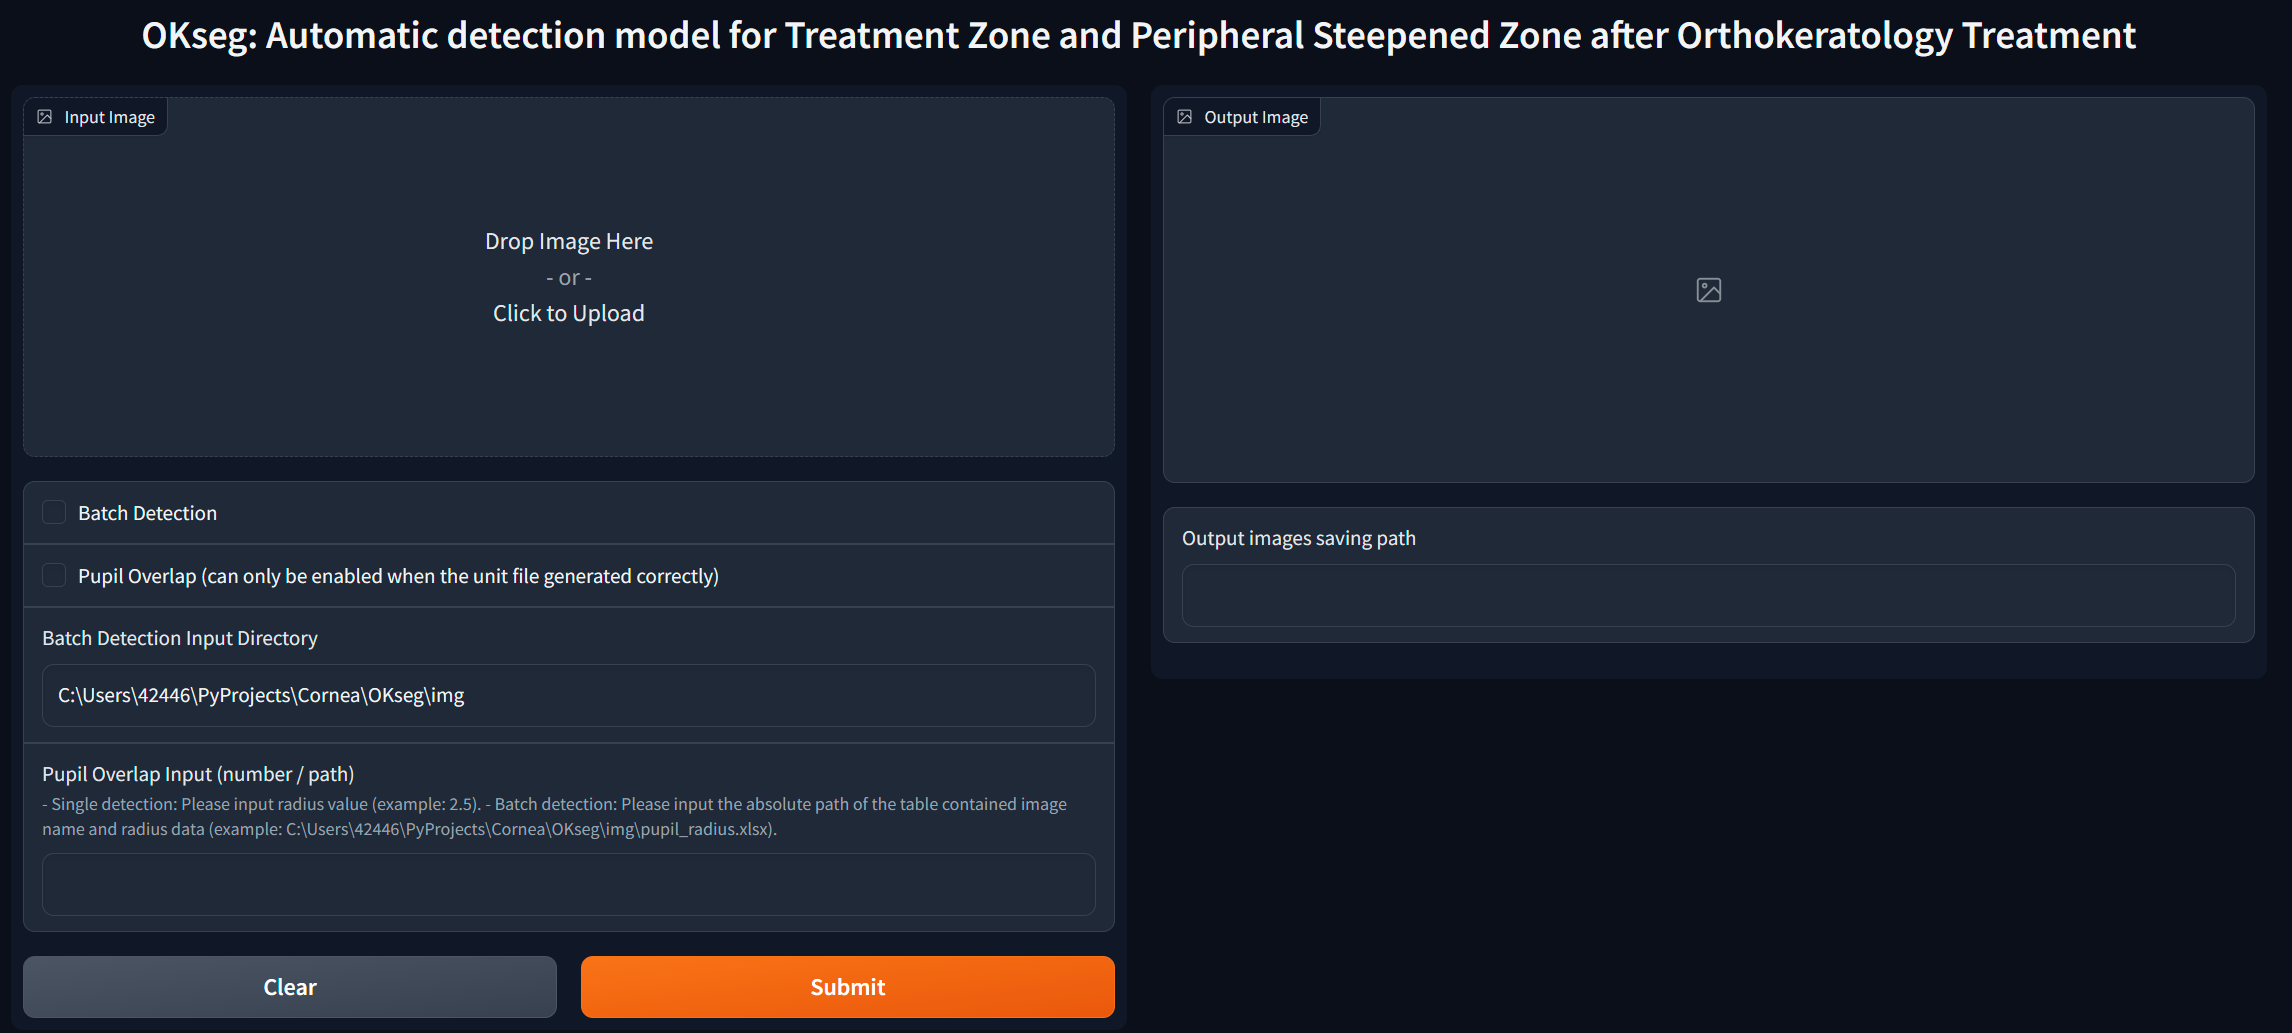 OKseg: Automatic detection model for Treatment Zone and Peripheral Steepened Zone after Orthokeratology Treatment
Input Image
Drop Image Here
- or -
Click to Upload
Batch Detection
Pupil Overlap (can only be enabled when the unit file generated correctly)
Batch Detection Input Directory
C:\Users\42446\PyProjects\Cornea\OKseg\img
Pupil Overlap Input (number / path)
- Single detection: Please input radius value (example: 2.5). - Batch detection: Please input the absolute path of the table contained image
name and radius data (example: C:\Users\42446\PyProjects\Cornea\OKseg\img\pupil_radius.xlsx).
Clear
Submit
Output Image
Output images saving path